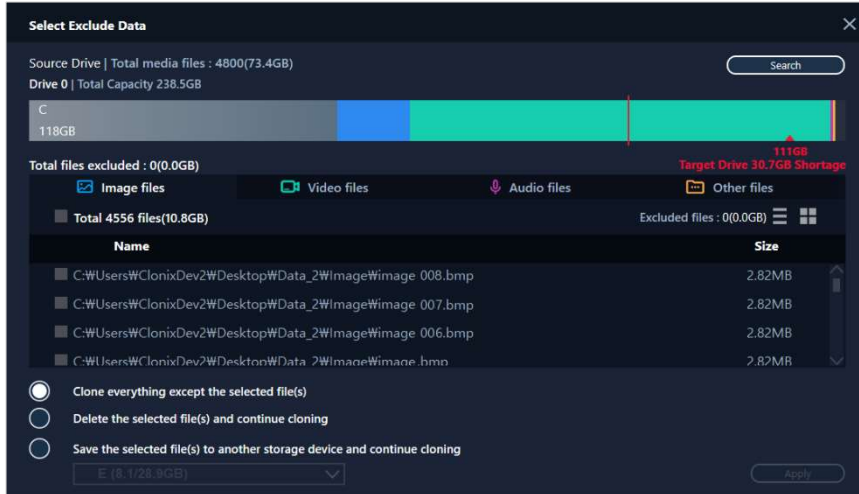 Select Exclude Data
Source Drive | Total media files : 4800(73.4GB)
Search
Drive 0 | Total Capacity 238.5GB
C
118GB
111GB
Total files excluded : 0(0.0GB)
Target Drive 30.7GB Shortage
Image files Video files Audio files Other files
Total 4556 files(10.8GB) Excluded files : 0(0.0GB)
Name Size
C:₩Users₩ClonixDev2₩Desktop₩Data_2₩Image₩image 008.bmp 2.82MB
C:₩Users₩ClonixDev2₩Desktop₩Data_2₩Image₩image 007.bmp 2.82MB
C:₩Users₩ClonixDev2₩Desktop₩Data_2₩Image₩image 006.bmp 2.82MB
C:₩Users₩ClonixDev2₩Desktop₩Data_2₩Image₩image .bmp 2.82MB
Clone everything except the selected file(s)
Delete the selected file(s) and continue cloning
Save the selected file(s) to another storage device and continue cloning
E (8.1/28.9GB)
Apply